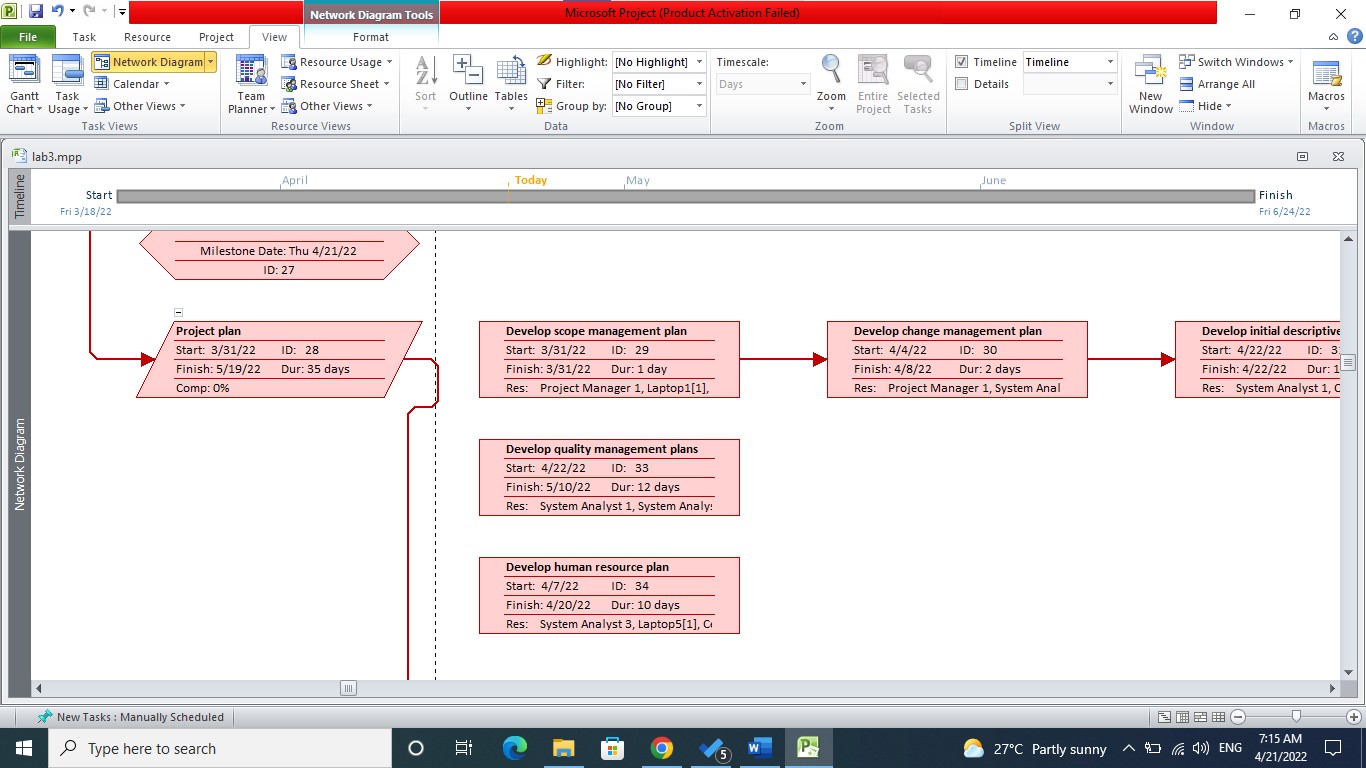 Network Diagram Tools
Microsoft Project (Product Activation Failed)
File
Task
Resource
Project
View
Format
Gantt Chart
Task Usage
Network Diagram
Calendar
Other Views
Task Views
Team Planner
Resource Usage
Resource Sheet
Other Views
Resource Views
Sort
Outline
Tables
Highlight: [No Highlight]
Filter: [No Filter]
Group by: [No Group]
Data
Timescale:
Days
Zoom
Entire Project
Selected Tasks
Zoom
Timeline Timeline
Details
Split View
New Window
Switch Windows
Arrange All
Hide
Window
Macros
Macros
lab3.mpp
Timeline
April
Today
May
June
Start
Fri 3/18/22
Finish
Fri 6/24/22
Network Diagram
Milestone Date: Thu 4/21/22
ID: 27
Project plan
Start: 3/31/22 ID: 28
Finish: 5/19/22 Dur: 35 days
Comp: 0%
Develop scope management plan
Start: 3/31/22 ID: 29
Finish: 3/31/22 Dur: 1 day
Res: Project Manager 1, Laptop1[1],
Develop change management plan
Start: 4/4/22 ID: 30
Finish: 4/8/22 Dur: 2 days
Res: Project Manager 1, System Anal
Develop initial descriptive
Start: 4/22/22 ID:
Finish: 4/22/22 Dur: 1
Res: System Analyst 1,
Develop quality management plans
Start: 4/22/22 ID: 33
Finish: 5/10/22 Dur: 12 days
Res: System Analyst 1, System Analy
Develop human resource plan
Start: 4/7/22 ID: 34
Finish: 4/20/22 Dur: 10 days
Res: System Analyst 3, Laptop5[1],
New Tasks : Manually Scheduled
Type here to search
5
27°C Partly sunny
ENG
7:15 AM
4/21/2022